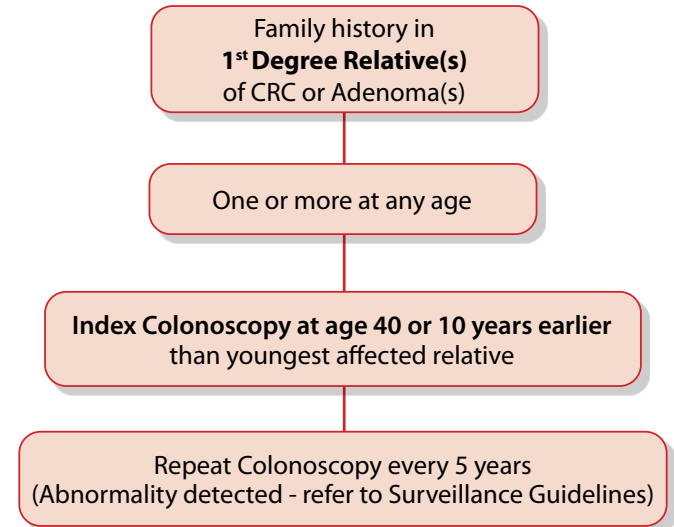 Family history in
1st Degree Relative(s)
of CRC or Adenoma(s)
One or more at any age
Index Colonoscopy at age 40 or 10 years earlier
than youngest affected relative
Repeat Colonoscopy every 5 years
(Abnormality detected - refer to Surveillance Guidelines)